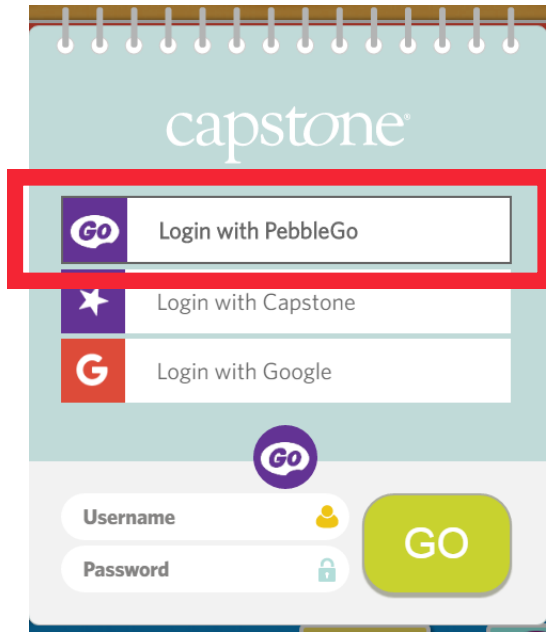 capstone®
GO Login with PebbleGo
Login with Capstone
G Login with Google
GO
Username
Password
GO